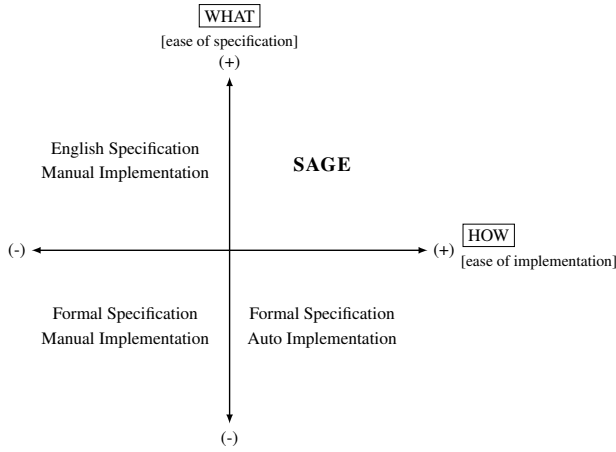 WHAT
[ease of specification]
(+)
English Specification
Manual Implementation
SAGE
(-)
(+)
HOW
[ease of implementation]
Formal Specification
Manual Implementation
Formal Specification
Auto Implementation
(-)